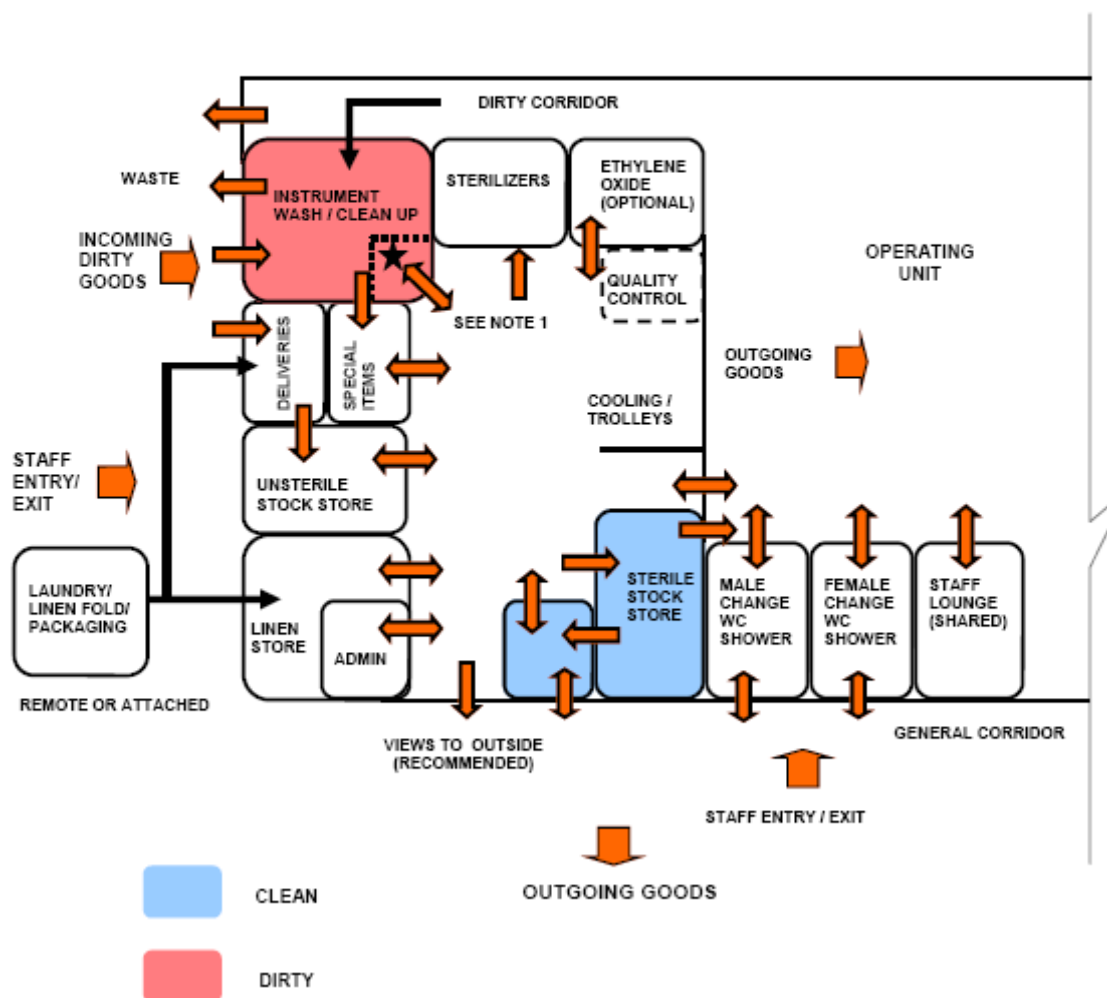 DIRTY CORRIDOR
WASTE
INSTRUMENT
WASH / CLEAN UP
STERILIZERS
ETHYLENE
OXIDE
(OPTIONAL)
INCOMING
DIRTY
GOODS
OPERATING
UNIT
QUALITY
CONTROL
SEE NOTE 1
DELIVERIES
SPECIAL
ITEMS
OUTGOING
GOODS
COOLING /
TROLLEYS
STAFF
ENTRY/
EXIT
UNSTERILE
STOCK STORE
LAUNDRY/
LINEN FOLD/
PACKAGING
LINEN
STORE
ADMIN
STERILE
STOCK
STORE
MALE
CHANGE
WC
SHOWER
FEMALE
CHANGE
WC
SHOWER
STAFF
LOUNGE
(SHARED)
REMOTE OR ATTACHED
VIEWS TO OUTSIDE
(RECOMMENDED)
GENERAL CORRIDOR
STAFF ENTRY / EXIT
OUTGOING GOODS
CLEAN
DIRTY